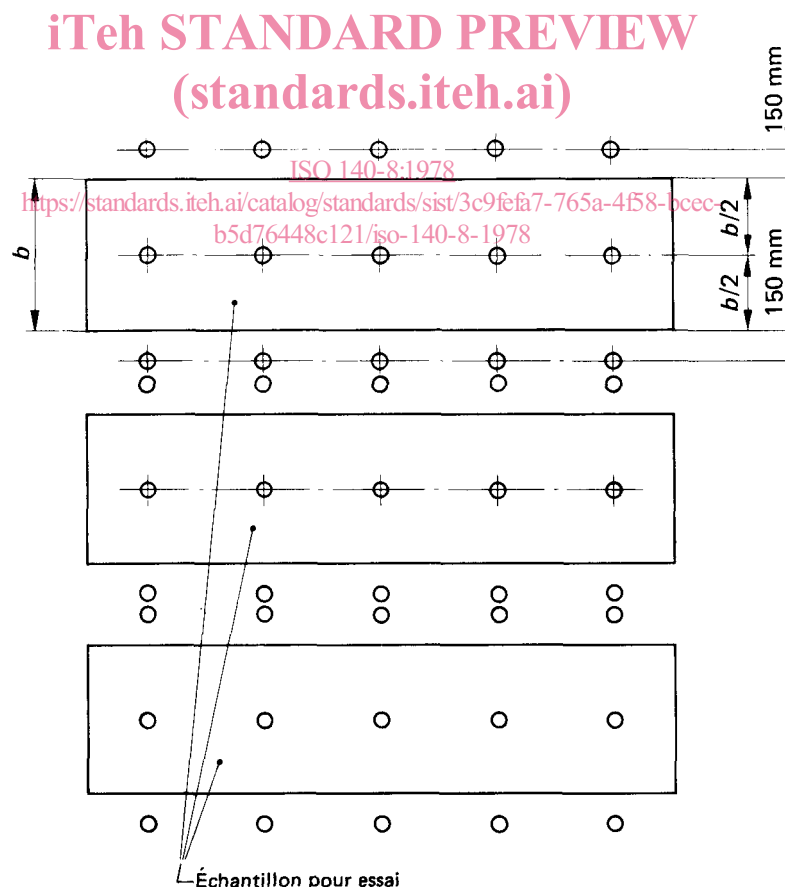 iTeh STANDARD PREVIEW
(standards.iteh.ai)
150 mm
ISO 140-8:1978
https://standards.iteh.ai/catalog/standards/sist/3c9fefa7-765a-4f58-bcec-
b5d76448c121/iso-140-8-1978
b
b/2
b/2
150 mm
Échantillon pour essai